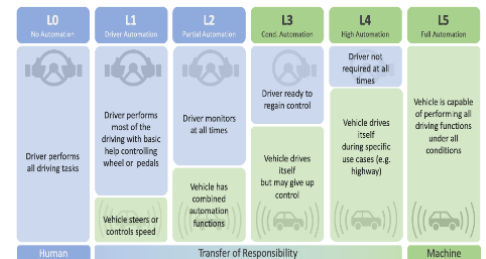 L0
No Automation
Driver performs
all driving tasks
L1
Driver Automation
Driver performs
most of the
driving with basic
help controlling
wheel or pedals
Vehicle steers or
controls speed
L2
Partial Automation
Driver monitors
at all times
Vehicle has
combined
automation
functions
L3
Cond. Automation
Driver ready to
regain control
Vehicle drives
itself
but may give up
control
L4
High Automation
Driver not
required at all
times
Vehicle drives
itself
during specific
use cases (e.g.
highway)
L5
Full Automation
Vehicle is capable
of performing all
driving functions
under all
conditions
Human
Transfer of Responsibility
Machine